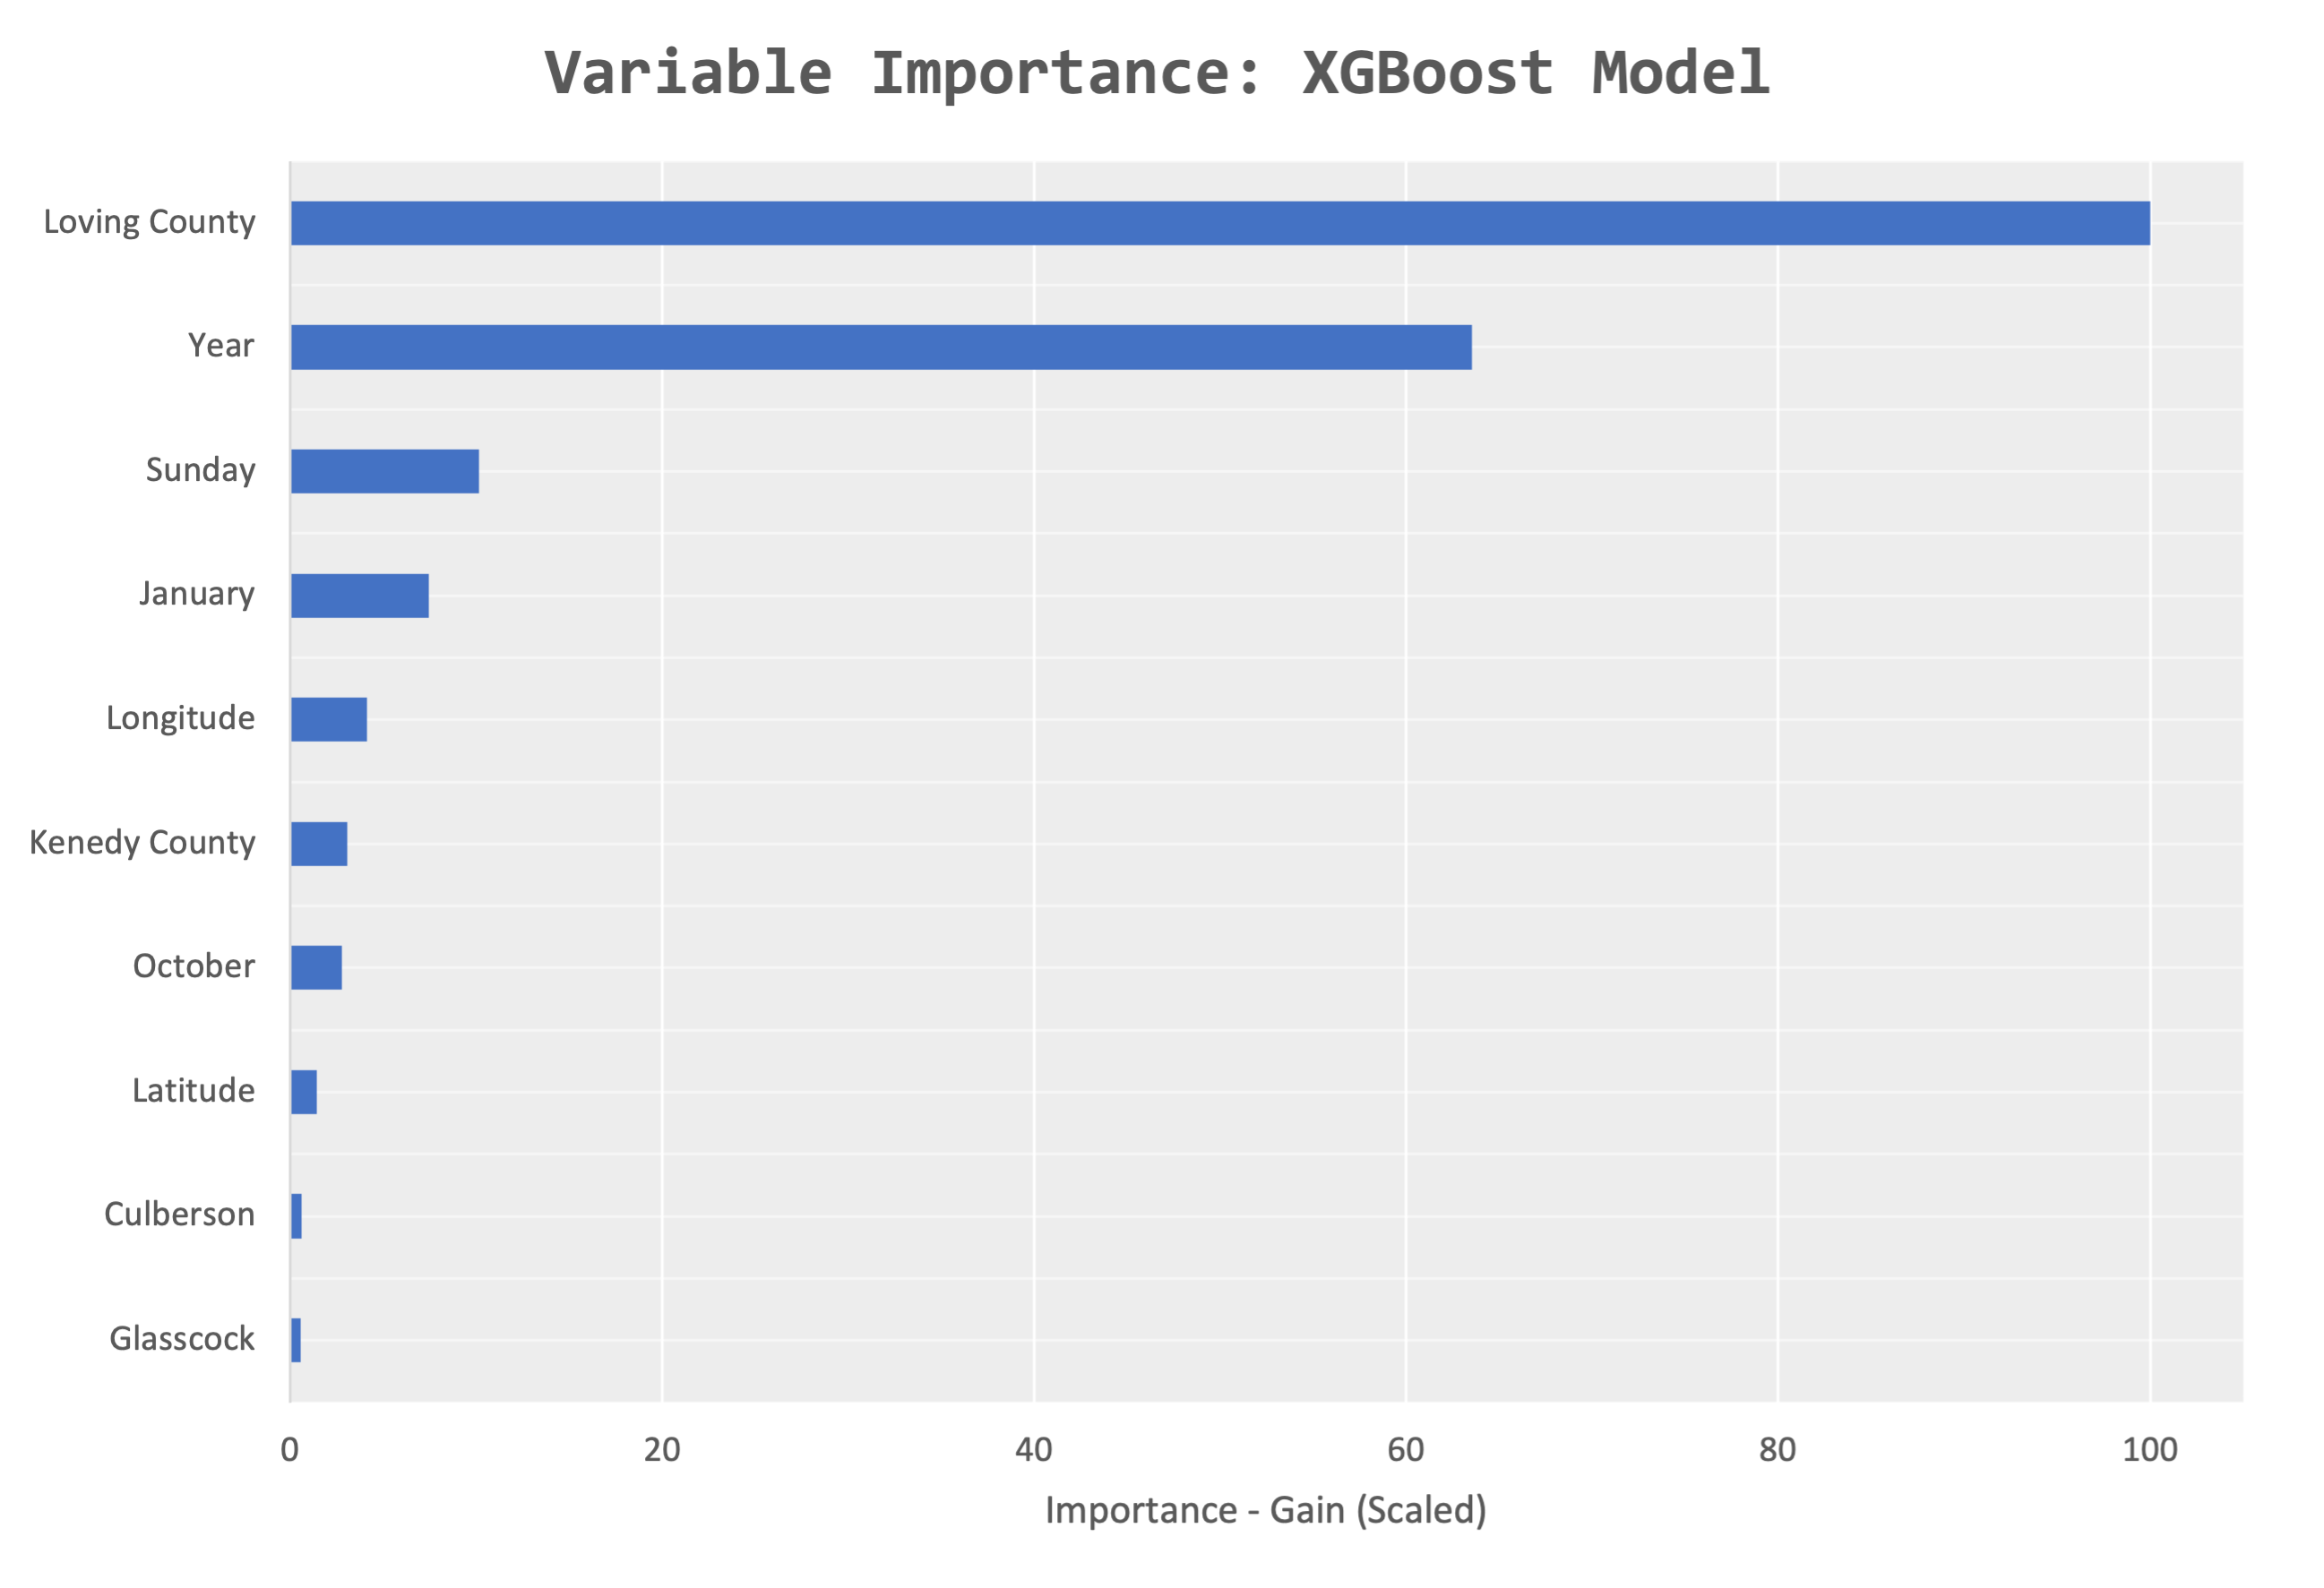 Variable Importance: XGBoost Model
Loving County
Year
Sunday
January
Longitude
Kenedy County
October
Latitude
Culberson
Glasscock
0 20 40 60 80 100
Importance - Gain (Scaled)